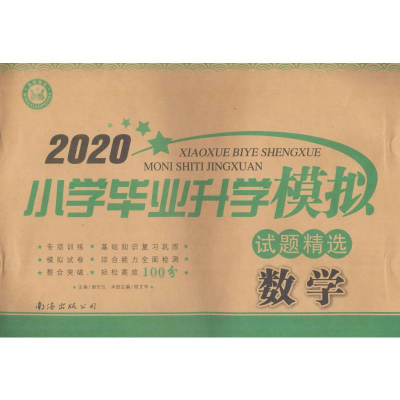 2020
XIAOXUE BIYE SHENGXUE
MONI SHITI JINGXUAN
小学毕业升学模拟
试题精选
数学
专项训练 基础知识复习巩固
模拟试卷 综合能力全面检测
整合突破 轻松高效100分
南海出版公司